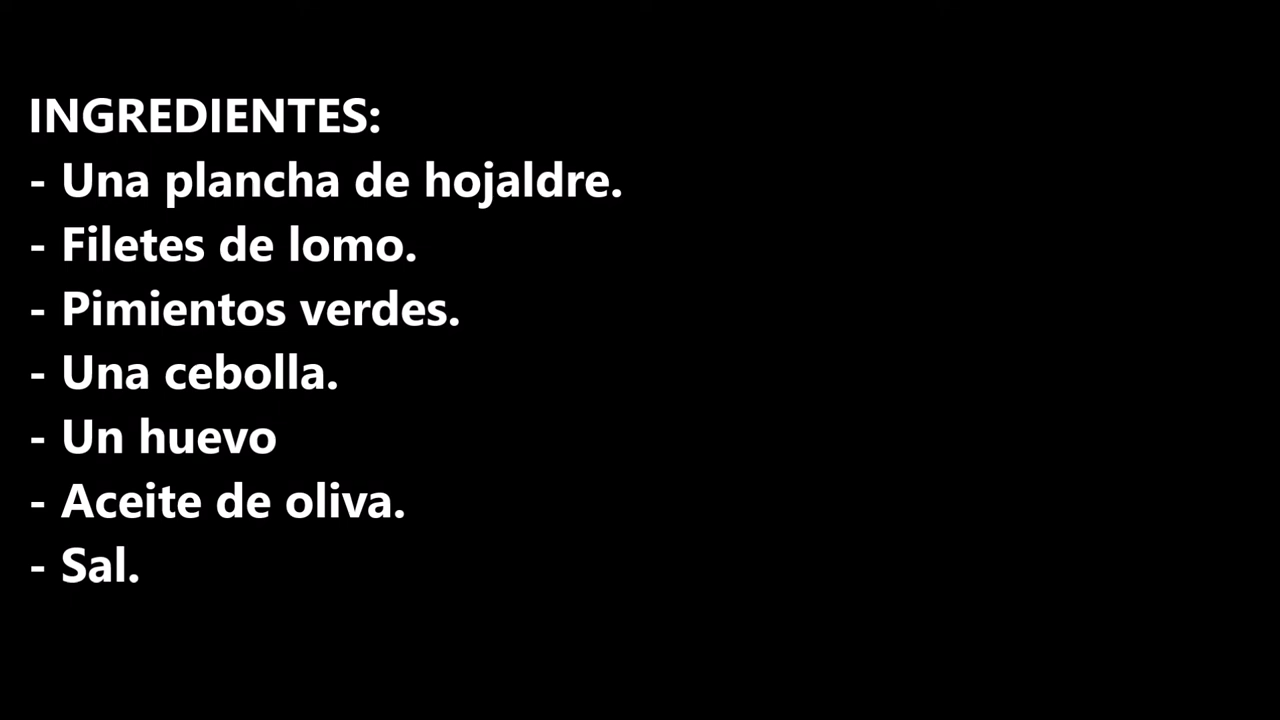 INGREDIENTES:
- Una plancha de hojaldre.
- Filetes de lomo.
- Pimientos verdes.
- Una cebolla.
- Un huevo
- Aceite de oliva.
- Sal.